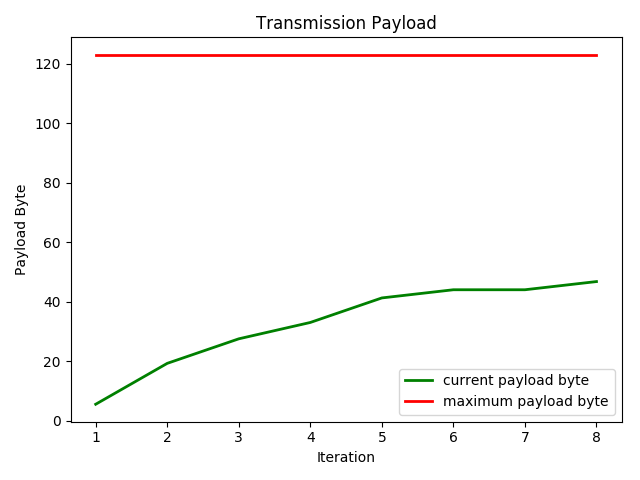 Transmission Payload
Payload Byte
120
100
80
60
40
20
0
current payload byte
maximum payload byte
1 2 3 4 5 6 7 8
Iteration